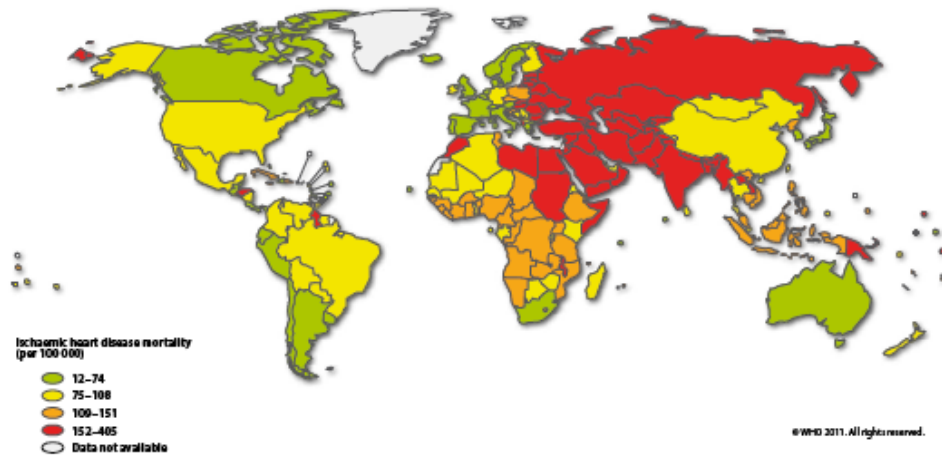 Ischaemic heart disease mortality
(per 100 000)
12–74
75–108
109–151
152–405
Data not available
© WHO 2011. All rights reserved.